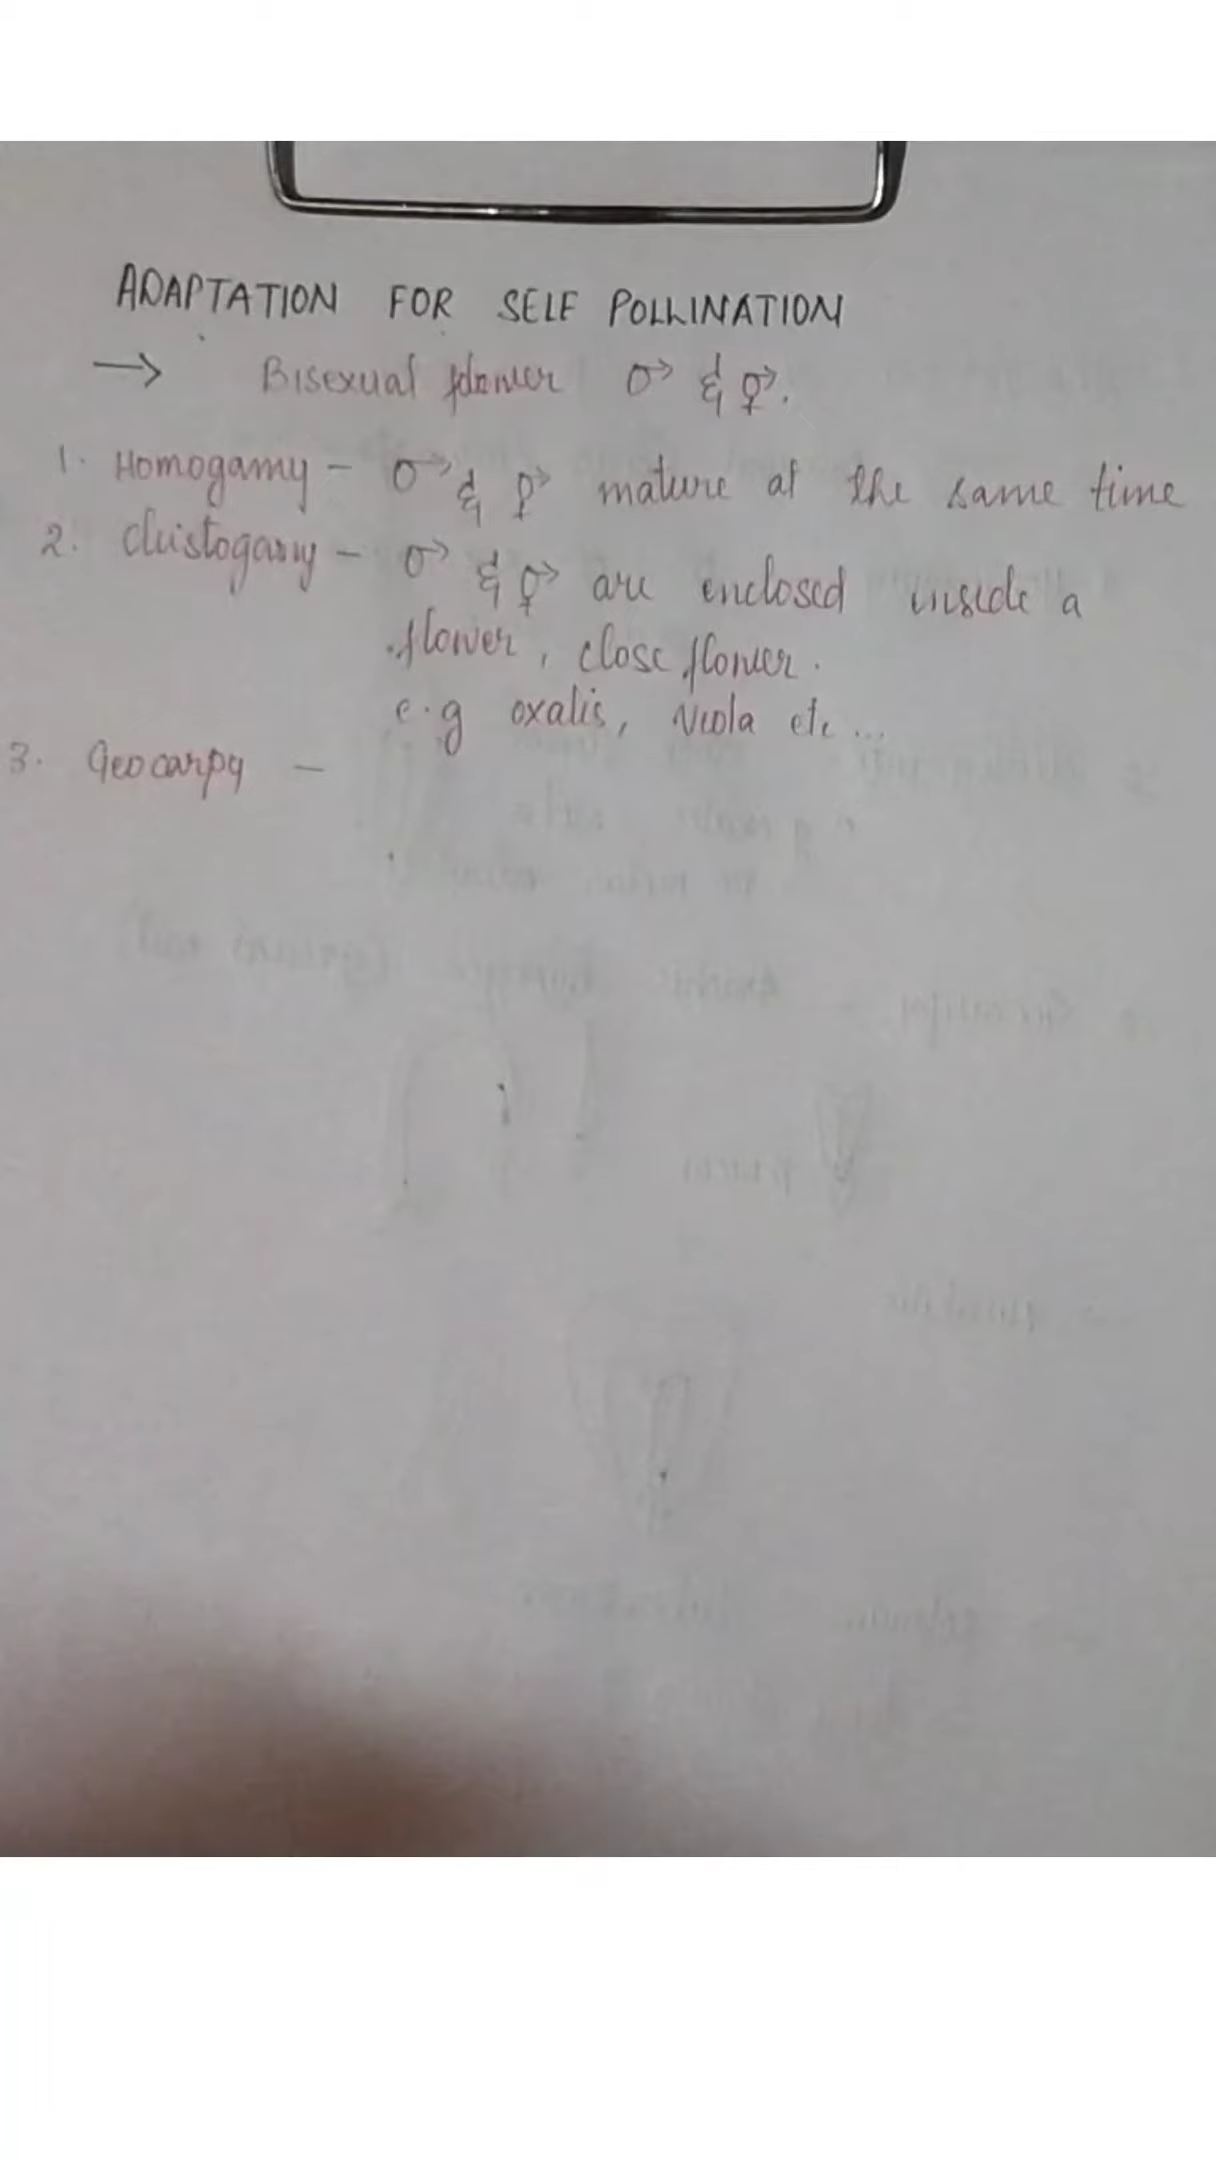 ADAPTATION FOR SELF POLLINATION
→ Bisexual flower ♂ & ⚥.
1. Homogamy – ♂ & ⚥ mature at the same time
2. Cleistogamy – ♂ & ⚥ are enclosed inside a
flower, close flower.
e.g oxalis, Viola etc...
3. Geocarpy –